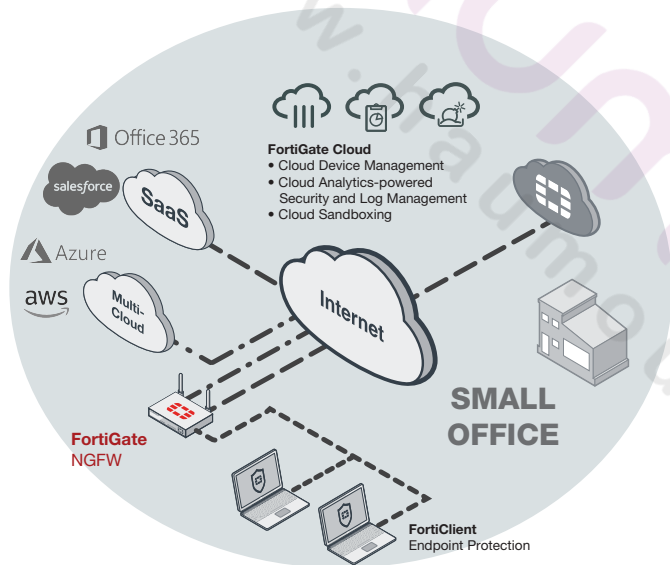 Office 365
salesforce
SaaS
Azure
aws
Multi-
Cloud
FortiGate Cloud
• Cloud Device Management
• Cloud Analytics-powered
Security and Log Management
• Cloud Sandboxing
Internet
SMALL
OFFICE
FortiGate
NGFW
FortiClient
Endpoint Protection